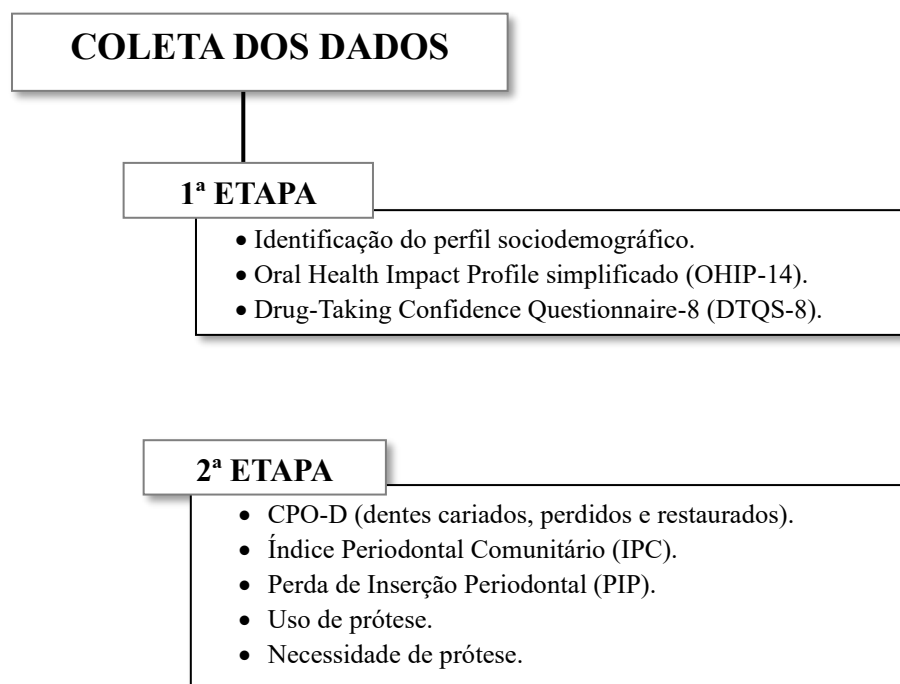 COLETA DOS DADOS
1ª ETAPA
• Identificação do perfil sociodemográfico.
• Oral Health Impact Profile simplificado (OHIP-14).
• Drug-Taking Confidence Questionnaire-8 (DTQS-8).
2ª ETAPA
• CPO-D (dentes cariados, perdidos e restaurados).
• Índice Periodontal Comunitário (IPC).
• Perda de Inserção Periodontal (PIP).
• Uso de prótese.
• Necessidade de prótese.